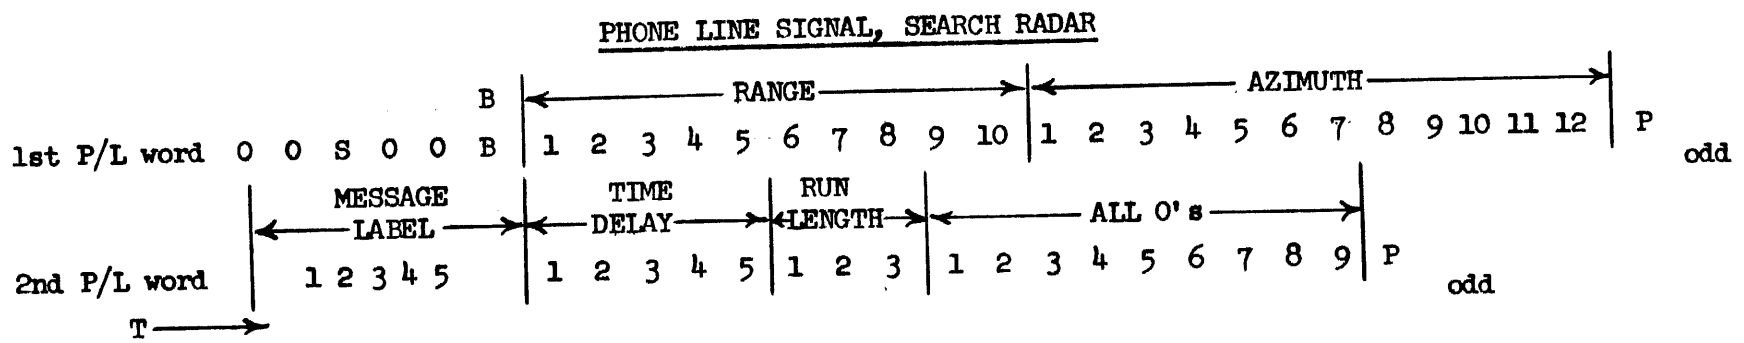 PHONE LINE SIGNAL, SEARCH RADAR
B RANGE AZIMUTH
1st P/L word 0 0 S 0 0 B 1 2 3 4 5 6 7 8 9 10 1 2 3 4 5 6 7 8 9 10 11 12 P odd
MESSAGE TIME RUN
LABEL DELAY LENGTH ALL 0's
2nd P/L word 1 2 3 4 5 1 2 3 4 5 1 2 3 1 2 3 4 5 6 7 8 9 P odd
T